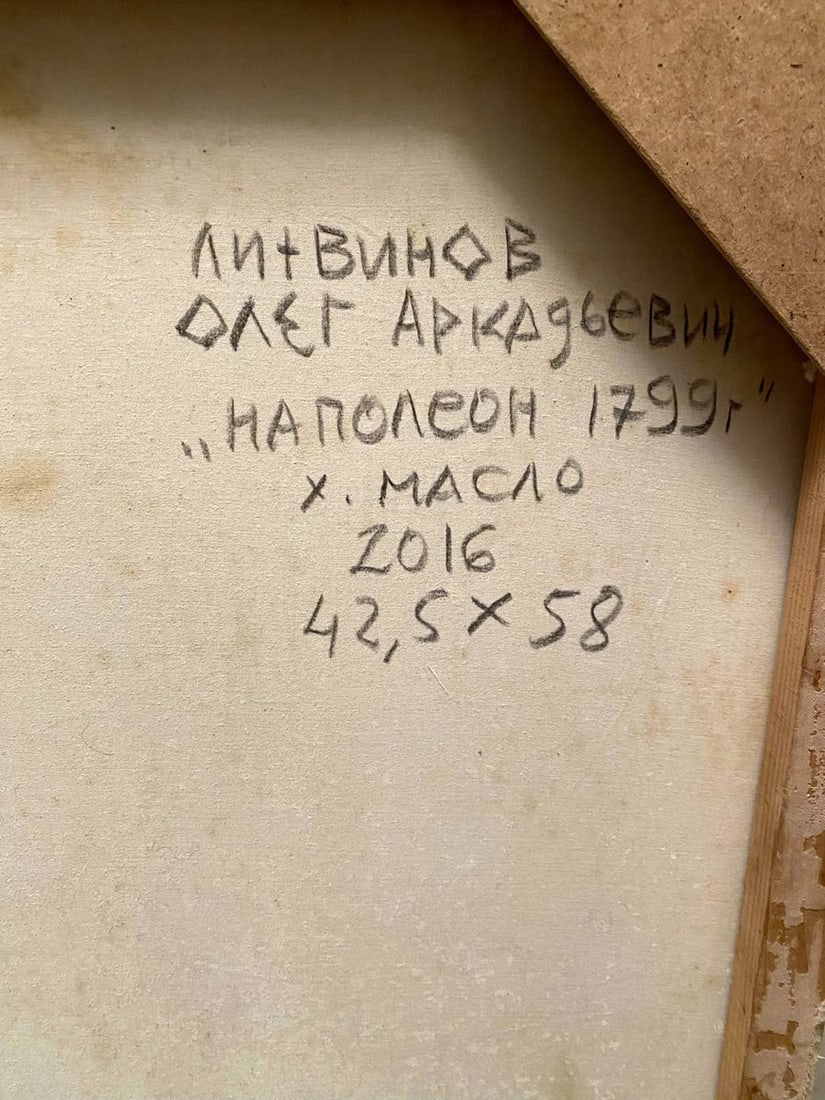 ЛИТВИНОВ
ОЛЕГ АРКАДЬЕВИЧ
„НАПОЛЕОН 1799г"
х. МАСЛО
2016
42,5 × 58